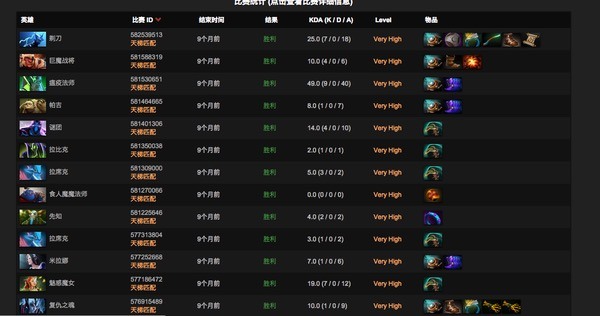 比赛统计 (点击查看比赛详细信息)
英雄 比赛 ID 结束时间 结果 KDA (K / D / A) Level 物品
荆刀 582539513 天梯匹配 9个月前 胜利 25.0 (7 / 0 / 18) Very High
巨魔战将 581588319 天梯匹配 9个月前 胜利 10.0 (4 / 0 / 6) Very High
瘟疫法师 581530651 天梯匹配 9个月前 胜利 49.0 (9 / 0 / 40) Very High
帕吉 581464665 天梯匹配 9个月前 胜利 8.0 (1 / 0 / 7) Very High
谜团 581401306 天梯匹配 9个月前 胜利 14.0 (4 / 0 / 10) Very High
拉比克 581350038 天梯匹配 9个月前 胜利 2.0 (1 / 0 / 1) Very High
拉席克 581309000 天梯匹配 9个月前 胜利 5.0 (3 / 0 / 2) Very High
食人魔魔法师 581270066 天梯匹配 9个月前 胜利 0.0 (0 / 0 / 0) Very High
先知 581225646 天梯匹配 9个月前 胜利 4.0 (2 / 0 / 2) Very High
拉席克 577313804 天梯匹配 9个月前 胜利 3.0 (1 / 0 / 2) Very High
米拉娜 577252668 天梯匹配 9个月前 胜利 7.0 (1 / 0 / 6) Very High
魅惑魔女 577186472 天梯匹配 9个月前 胜利 19.0 (7 / 0 / 12) Very High
复仇之魂 576915489 天梯匹配 9个月前 胜利 10.0 (1 / 0 / 9) Very High